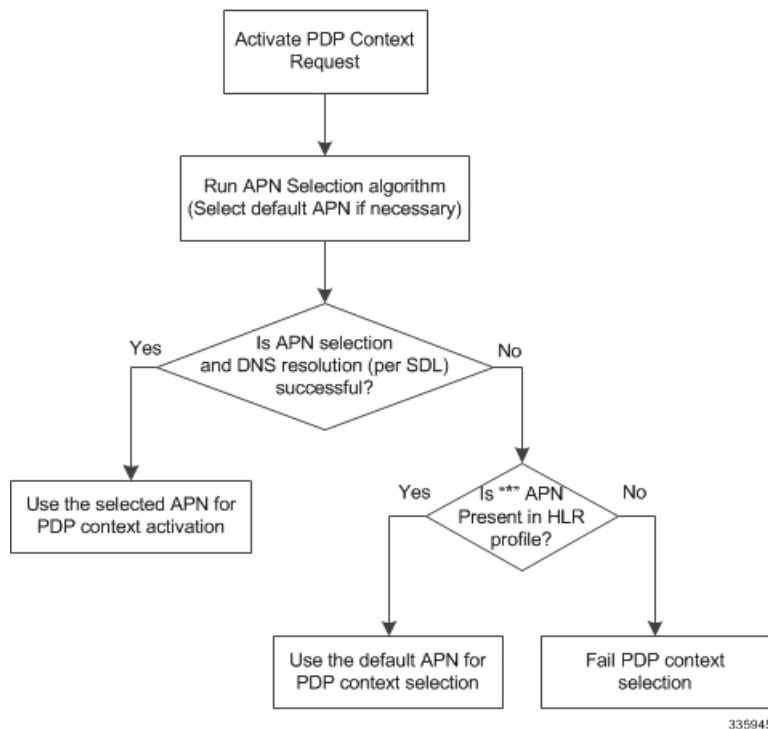 Activate PDP Context
Request
Run APN Selection algorithm
(Select default APN if necessary)
Is APN selection
and DNS resolution (per SDL)
successful?
Yes
No
Use the selected APN for
PDP context activation
Is "*" APN
Present in HLR
profile?
Yes
No
Use the default APN for
PDP context selection
Fail PDP context
selection
335945